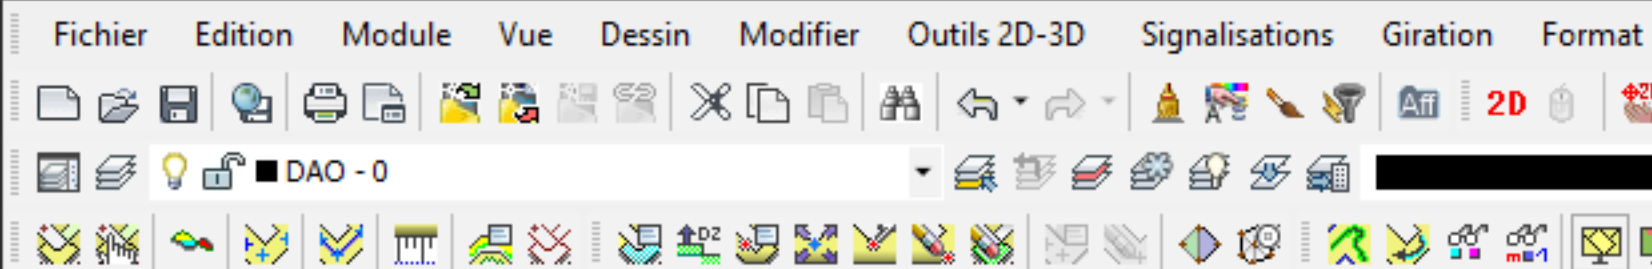 Fichier Edition Module Vue Dessin Modifier Outils 2D-3D Signalisations Giration Format
Aff 2D
DAO - 0
DZ